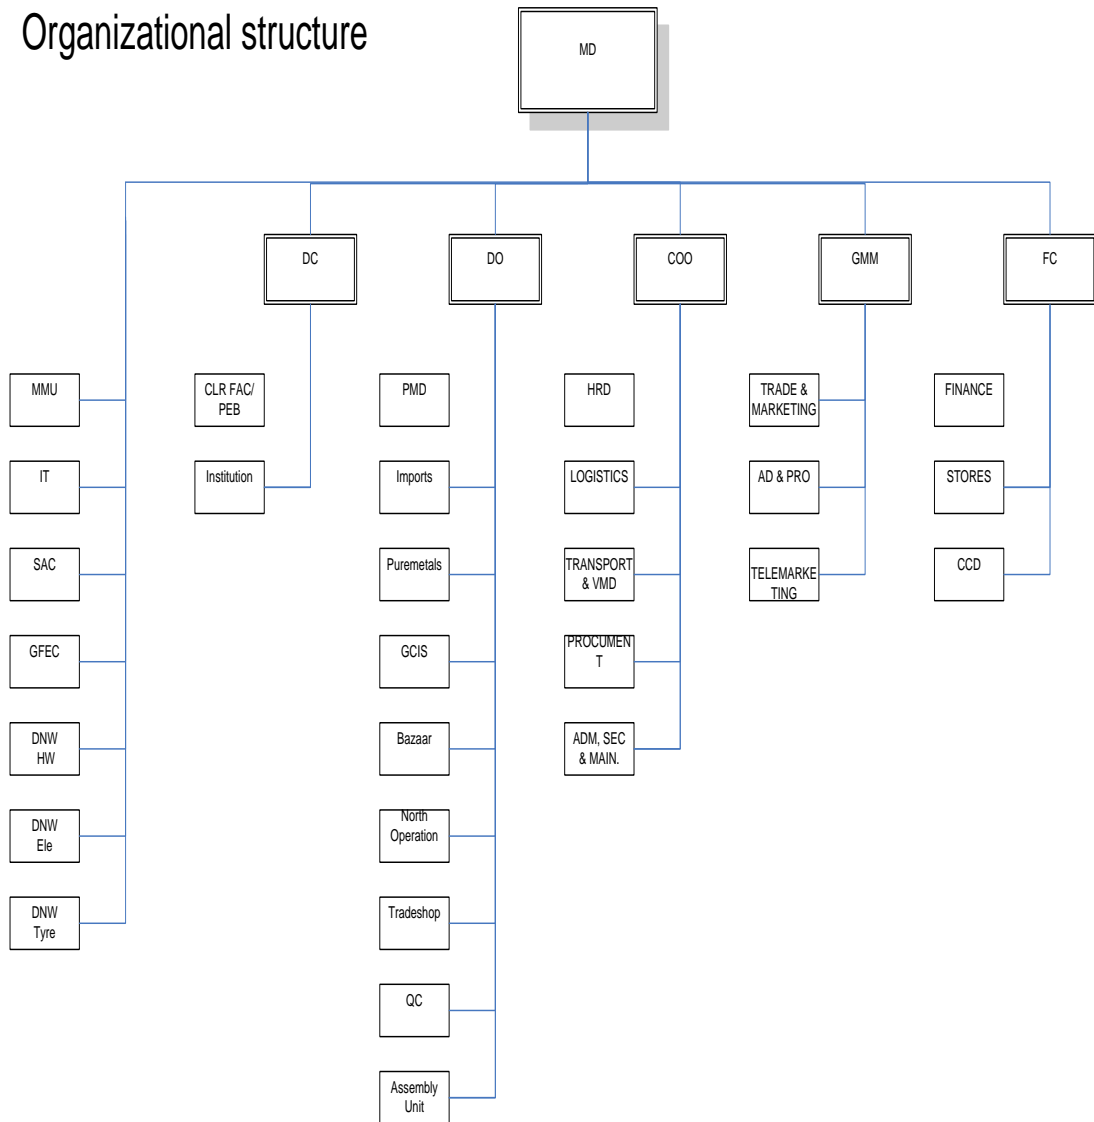 Organizational structure
MD
DC
DO
COO
GMM
FC
MMU
CLR FAC/
PEB
PMD
HRD
TRADE &
MARKETING
FINANCE
IT
Institution
Imports
LOGISTICS
AD & PRO
STORES
SAC
Puremetals
TRANSPORT
& VMD
TELEMARKE
TING
CCD
GFEC
GCIS
PROCUMEN
T
DNW
HW
Bazaar
ADM, SEC
& MAIN.
DNW
Ele
North
Operation
DNW
Tyre
Tradeshop
QC
Assembly
Unit